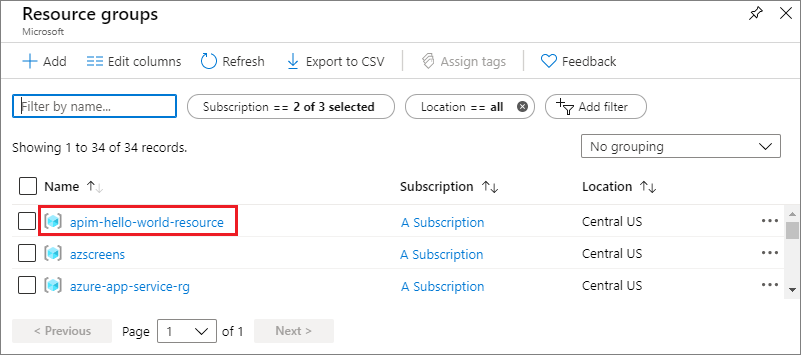 Resource groups
Microsoft
Add Edit columns Refresh Export to CSV Assign tags Feedback
Filter by name... Subscription == 2 of 3 selected Location == all Add filter
Showing 1 to 34 of 34 records. No grouping
Name Subscription Location
apim-hello-world-resource A Subscription Central US
azscreens A Subscription Central US
azure-app-service-rg A Subscription Central US
< Previous Page 1 of 1 Next >